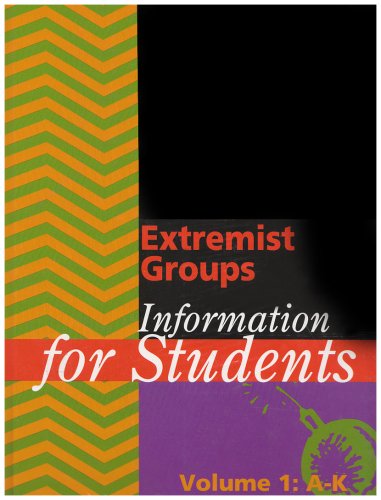 Extremist
Groups
Information
for Students
Volume 1: A-K